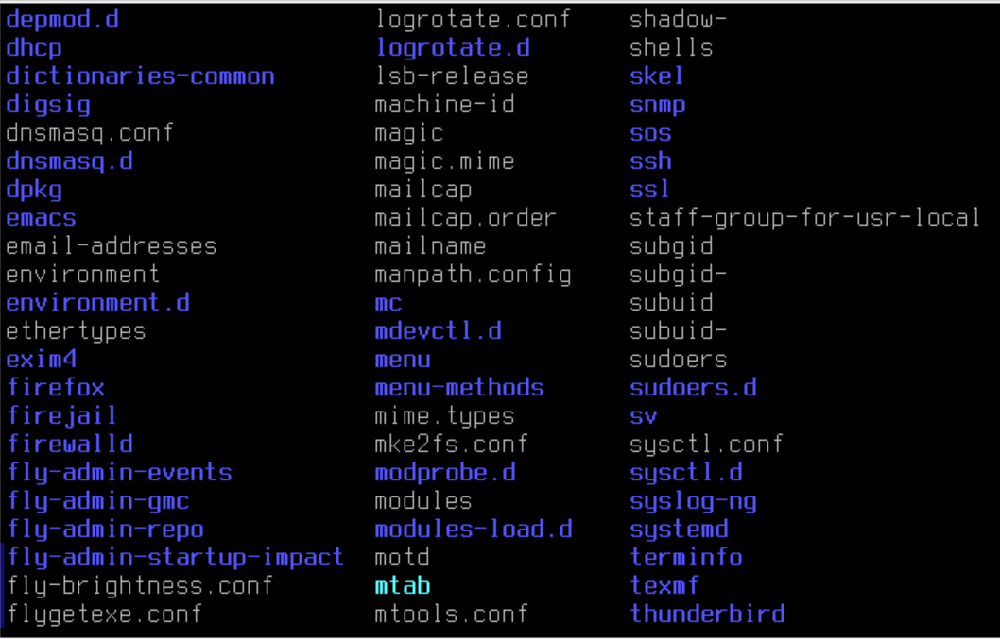 depmod.d logrotate.conf shadow-
dhcp logrotate.d shells
dictionaries-common lsb-release skel
digsig machine-id snmp
dnsmasq.conf magic sos
dnsmasq.d magic.mime ssh
dpkg mailcap ssl
emacs mailcap.order staff-group-for-usr-local
email-addresses mailname subgid
environment manpath.config subgid-
environment.d mc subuid
ethertypes mdevctl.d subuid-
exim4 menu sudoers
firefox menu-methods sudoers.d
firejail mime.types sv
firewalld mke2fs.conf sysctl.conf
fly-admin-events modprobe.d sysctl.d
fly-admin-gmc modules syslog-ng
fly-admin-repo modules-load.d systemd
fly-admin-startup-impact motd terminfo
fly-brightness.conf mtab texmf
flygetexe.conf mtools.conf thunderbird